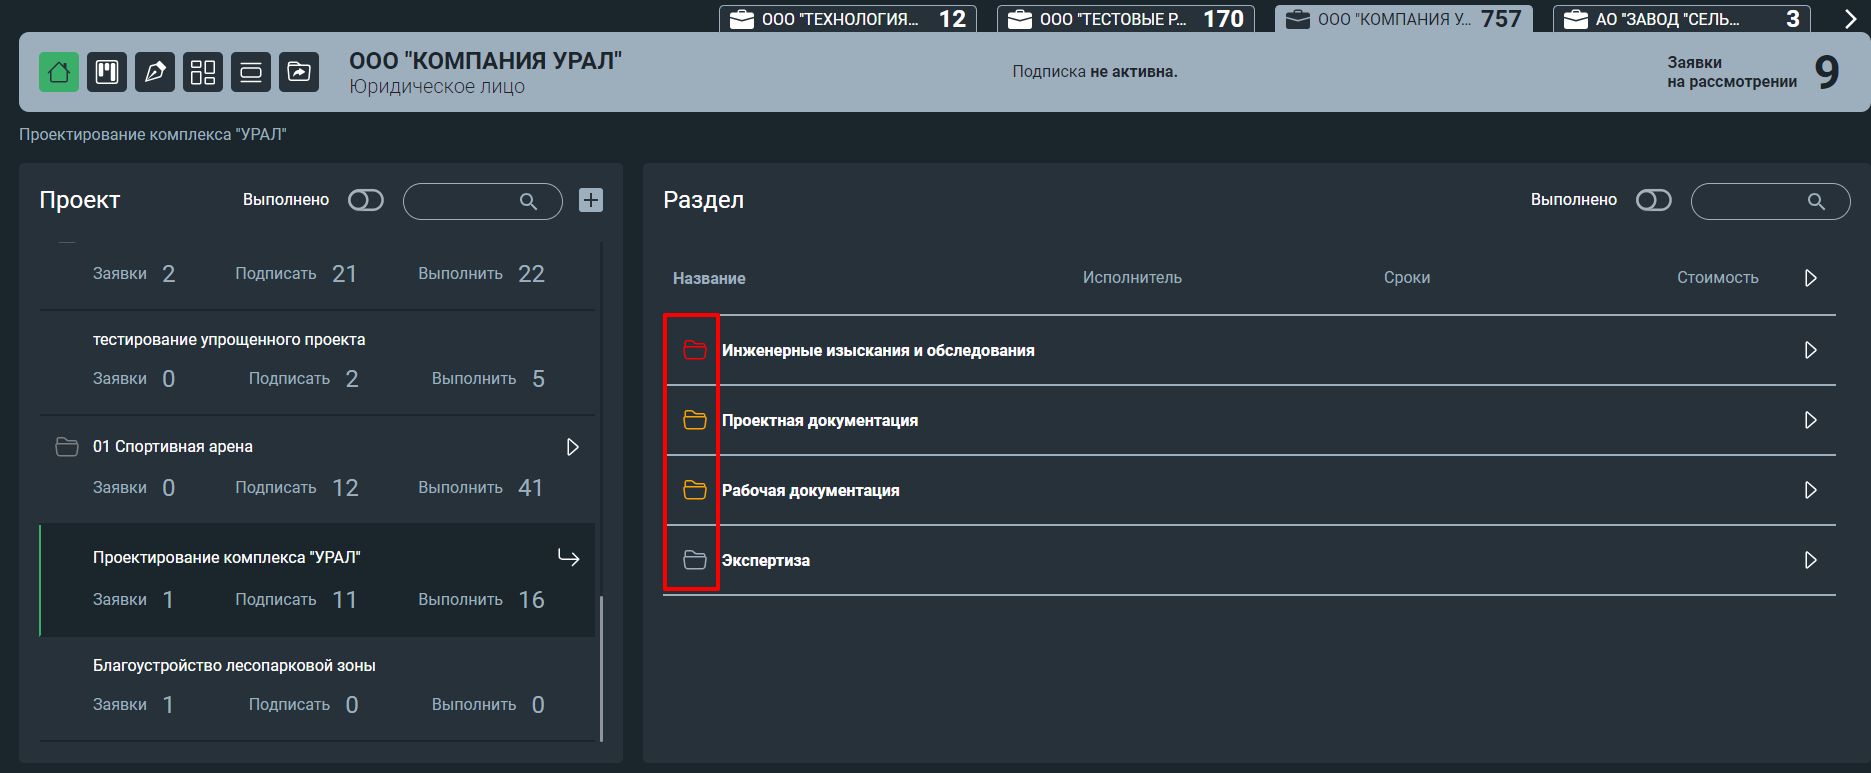 ООО "ТЕХНОЛОГИЯ... 12 ООО "ТЕСТОВЫЕ Р... 170 ООО "КОМПАНИЯ У... 757 АО "ЗАВОД "СЕЛЬ... 3
ООО "КОМПАНИЯ УРАЛ"
Юридическое лицо
Подписка не активна.
Заявки
на рассмотрении 9
Проектирование комплекса "УРАЛ"
Проект Выполнено
Заявки 2 Подписать 21 Выполнить 22
тестирование упрощенного проекта
Заявки 0 Подписать 2 Выполнить 5
01 Спортивная арена
Заявки 0 Подписать 12 Выполнить 41
Проектирование комплекса "УРАЛ"
Заявки 1 Подписать 11 Выполнить 16
Благоустройство лесопарковой зоны
Заявки 1 Подписать 0 Выполнить 0
Раздел Выполнено
Название Исполнитель Сроки Стоимость
Инженерные изыскания и обследования
Проектная документация
Рабочая документация
Экспертиза